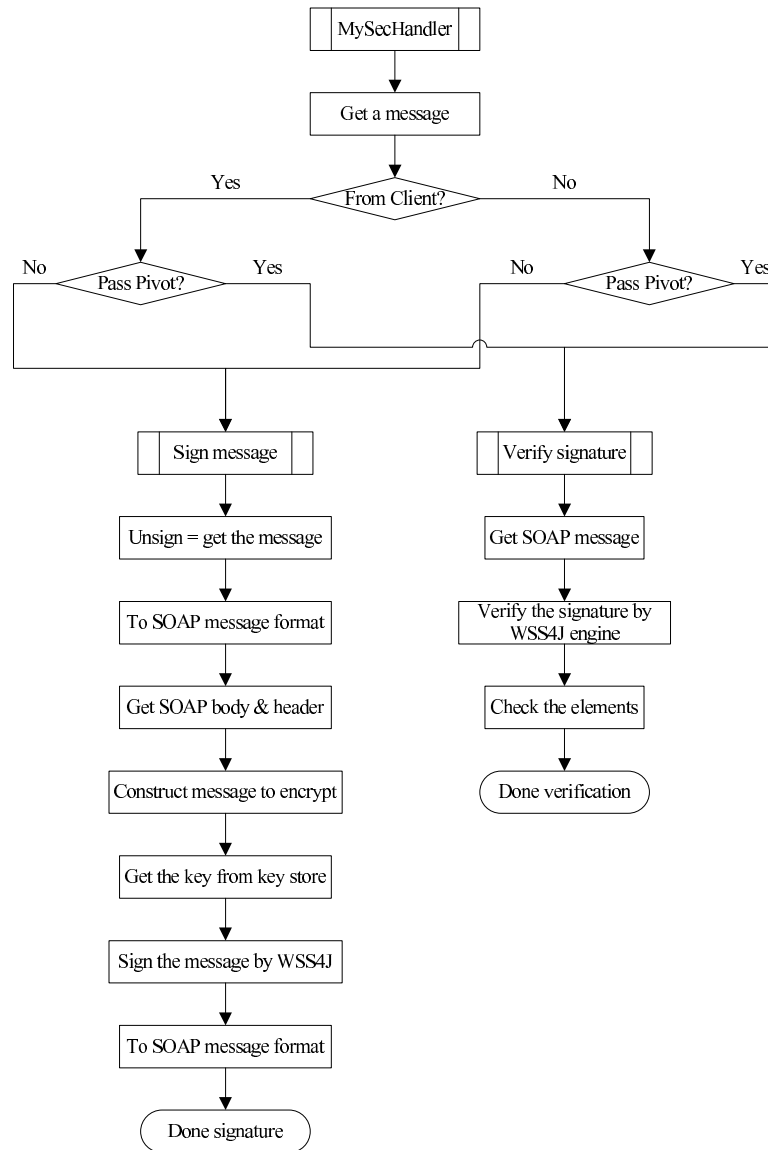 MySecHandler
Get a message
From Client?
Yes
No
No
Pass Pivot?
Yes
No
Pass Pivot?
Yes
Sign message
Verify signature
Unsign = get the message
Get SOAP message
To SOAP message format
Verify the signature by
WSS4J engine
Get SOAP body & header
Check the elements
Construct message to encrypt
Done verification
Get the key from key store
Sign the message by WSS4J
To SOAP message format
Done signature